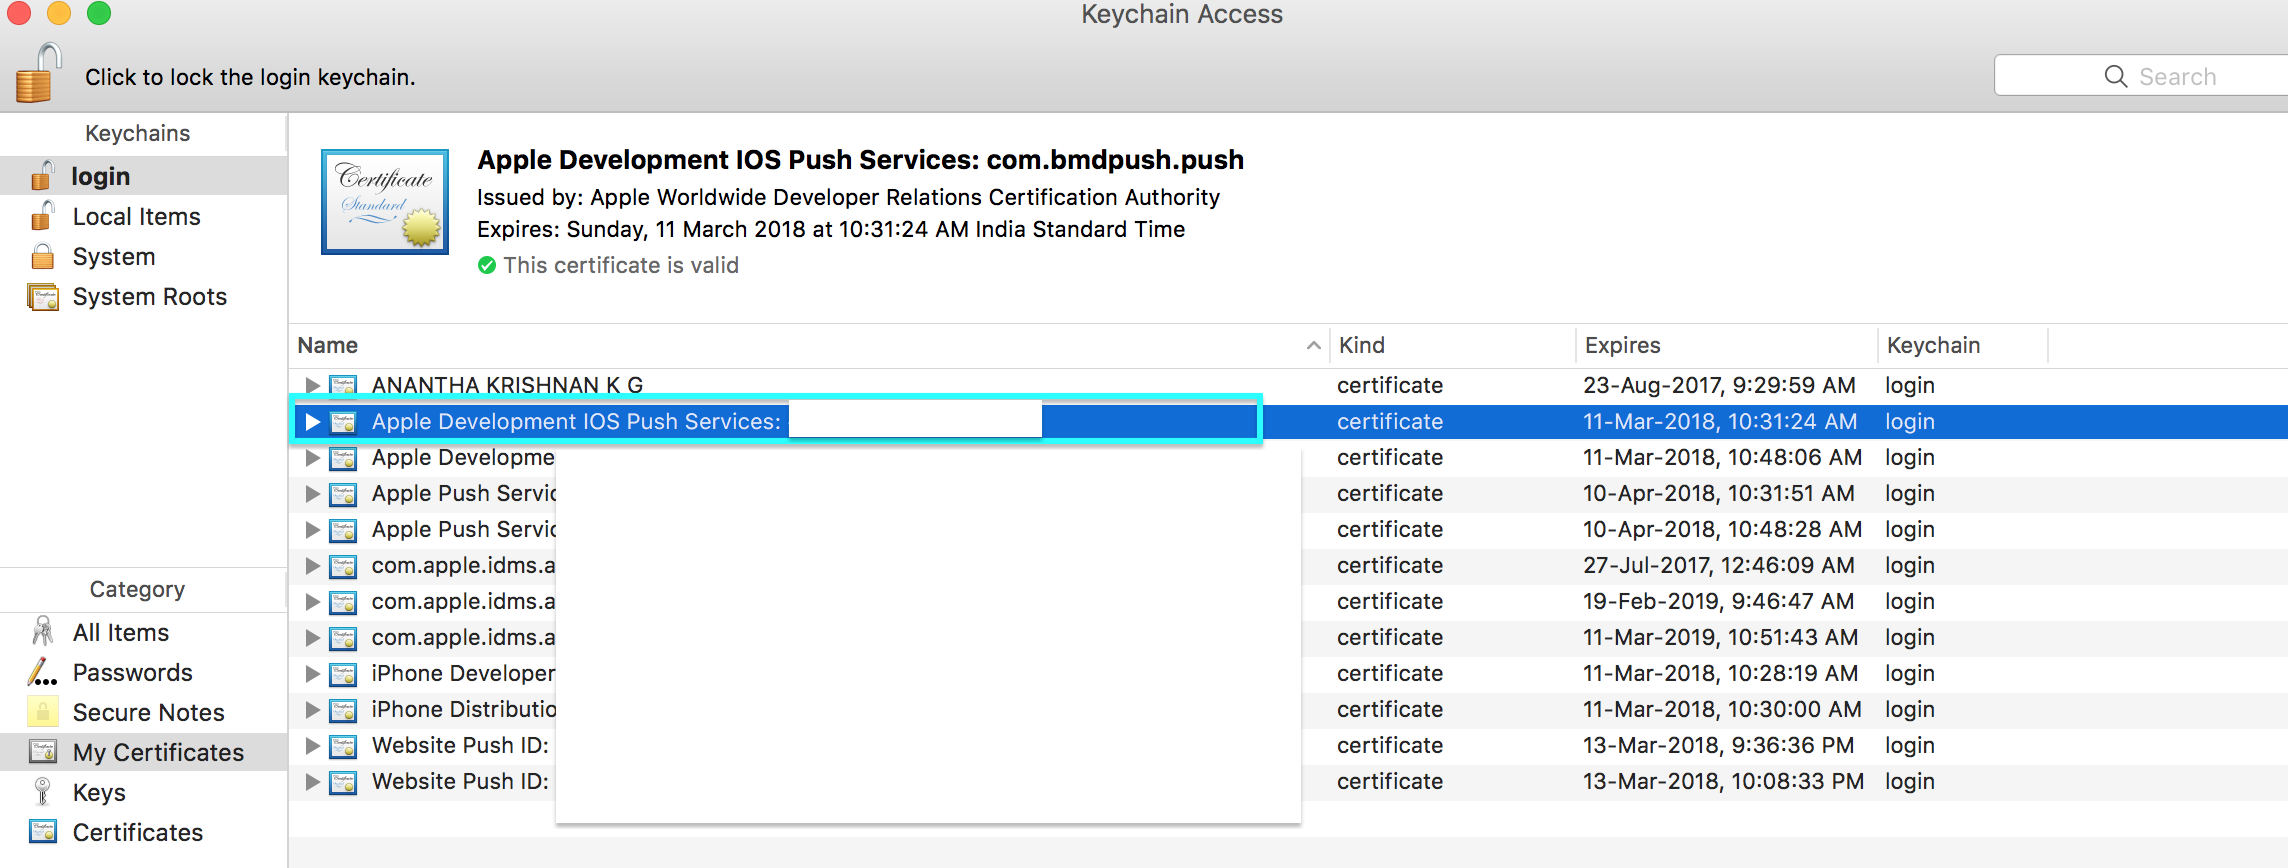 Keychain Access
Click to lock the login keychain.
Search
Keychains
login
Local Items
System
System Roots
Category
All Items
Passwords
Secure Notes
My Certificates
Keys
Certificates
Certificate
Standard
Apple Development IOS Push Services: com.bmdpush.push
Issued by: Apple Worldwide Developer Relations Certification Authority
Expires: Sunday, 11 March 2018 at 10:31:24 AM India Standard Time
This certificate is valid
Name Kind Expires Keychain
ANANTHA KRISHNAN K G certificate 23-Aug-2017, 9:29:59 AM login
Apple Development IOS Push Services: certificate 11-Mar-2018, 10:31:24 AM login
Apple Developme certificate 11-Mar-2018, 10:48:06 AM login
Apple Push Servic certificate 10-Apr-2018, 10:31:51 AM login
Apple Push Servic certificate 10-Apr-2018, 10:48:28 AM login
com.apple.idms.a certificate 27-Jul-2017, 12:46:09 AM login
com.apple.idms.a certificate 19-Feb-2019, 9:46:47 AM login
com.apple.idms.a certificate 11-Mar-2019, 10:51:43 AM login
iPhone Developer certificate 11-Mar-2018, 10:28:19 AM login
iPhone Distributio certificate 11-Mar-2018, 10:30:00 AM login
Website Push ID: certificate 13-Mar-2018, 9:36:36 PM login
Website Push ID: certificate 13-Mar-2018, 10:08:33 PM login